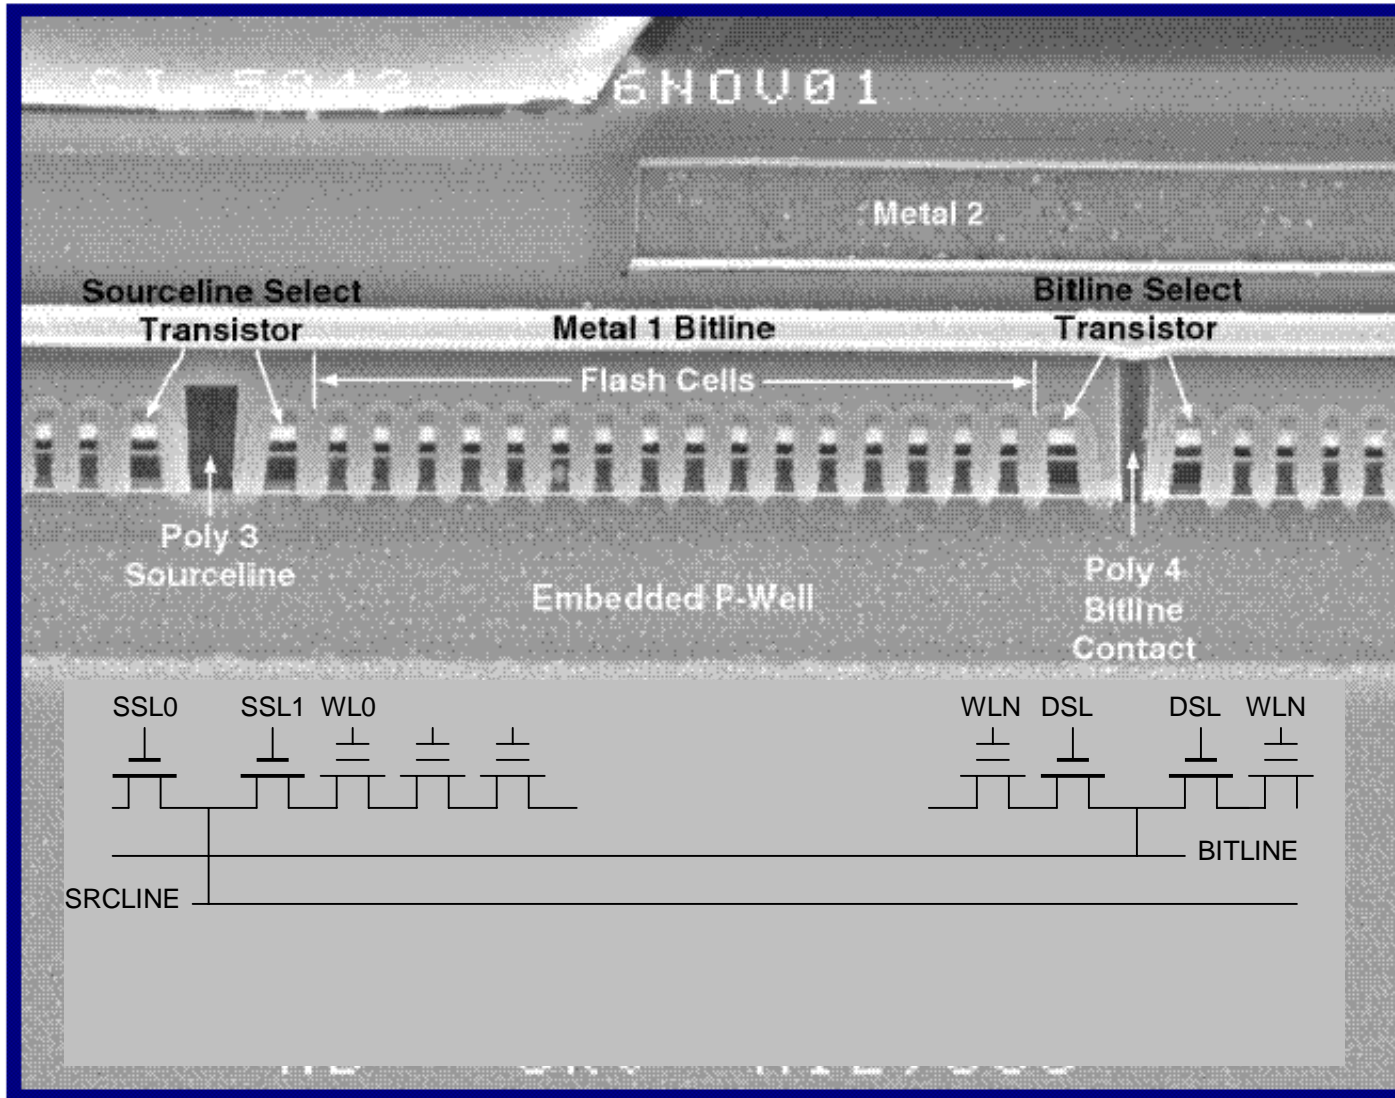 6NOV01
Metal 2
Sourceline Select
Transistor
Bitline Select
Transistor
Metal 1 Bitline
Flash Cells
Poly 3
Sourceline
Embedded P-Well
Poly 4
Bitline
Contact
SSL0 SSL1 WL0 WLN DSL DSL WLN
BITLINE
SRCLINE